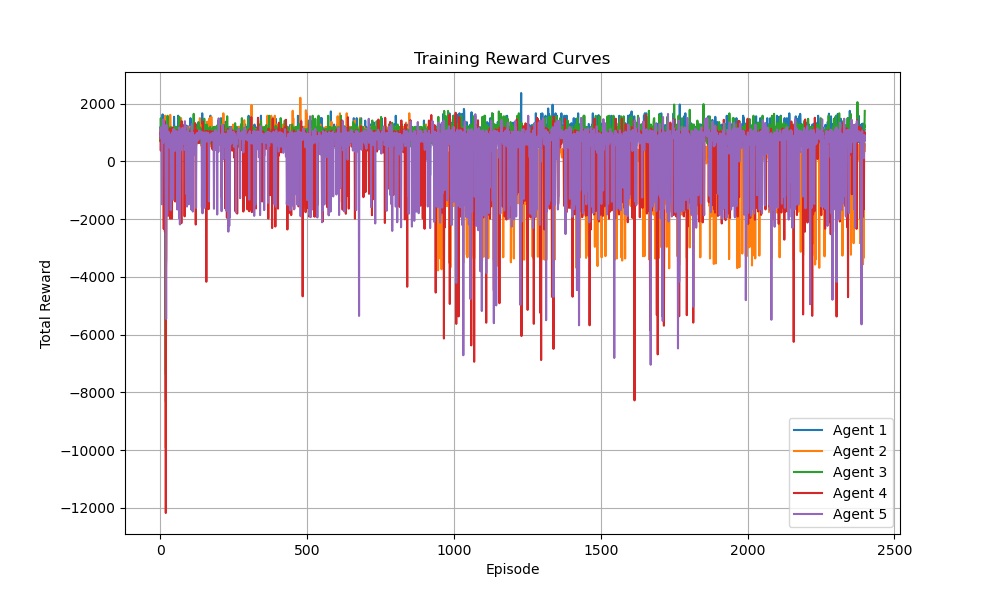 Training Reward Curves
Total Reward
2000
0
−2000
−4000
−6000
−8000
−10000
−12000
0
500
1000
1500
2000
2500
Episode
Agent 1
Agent 2
Agent 3
Agent 4
Agent 5